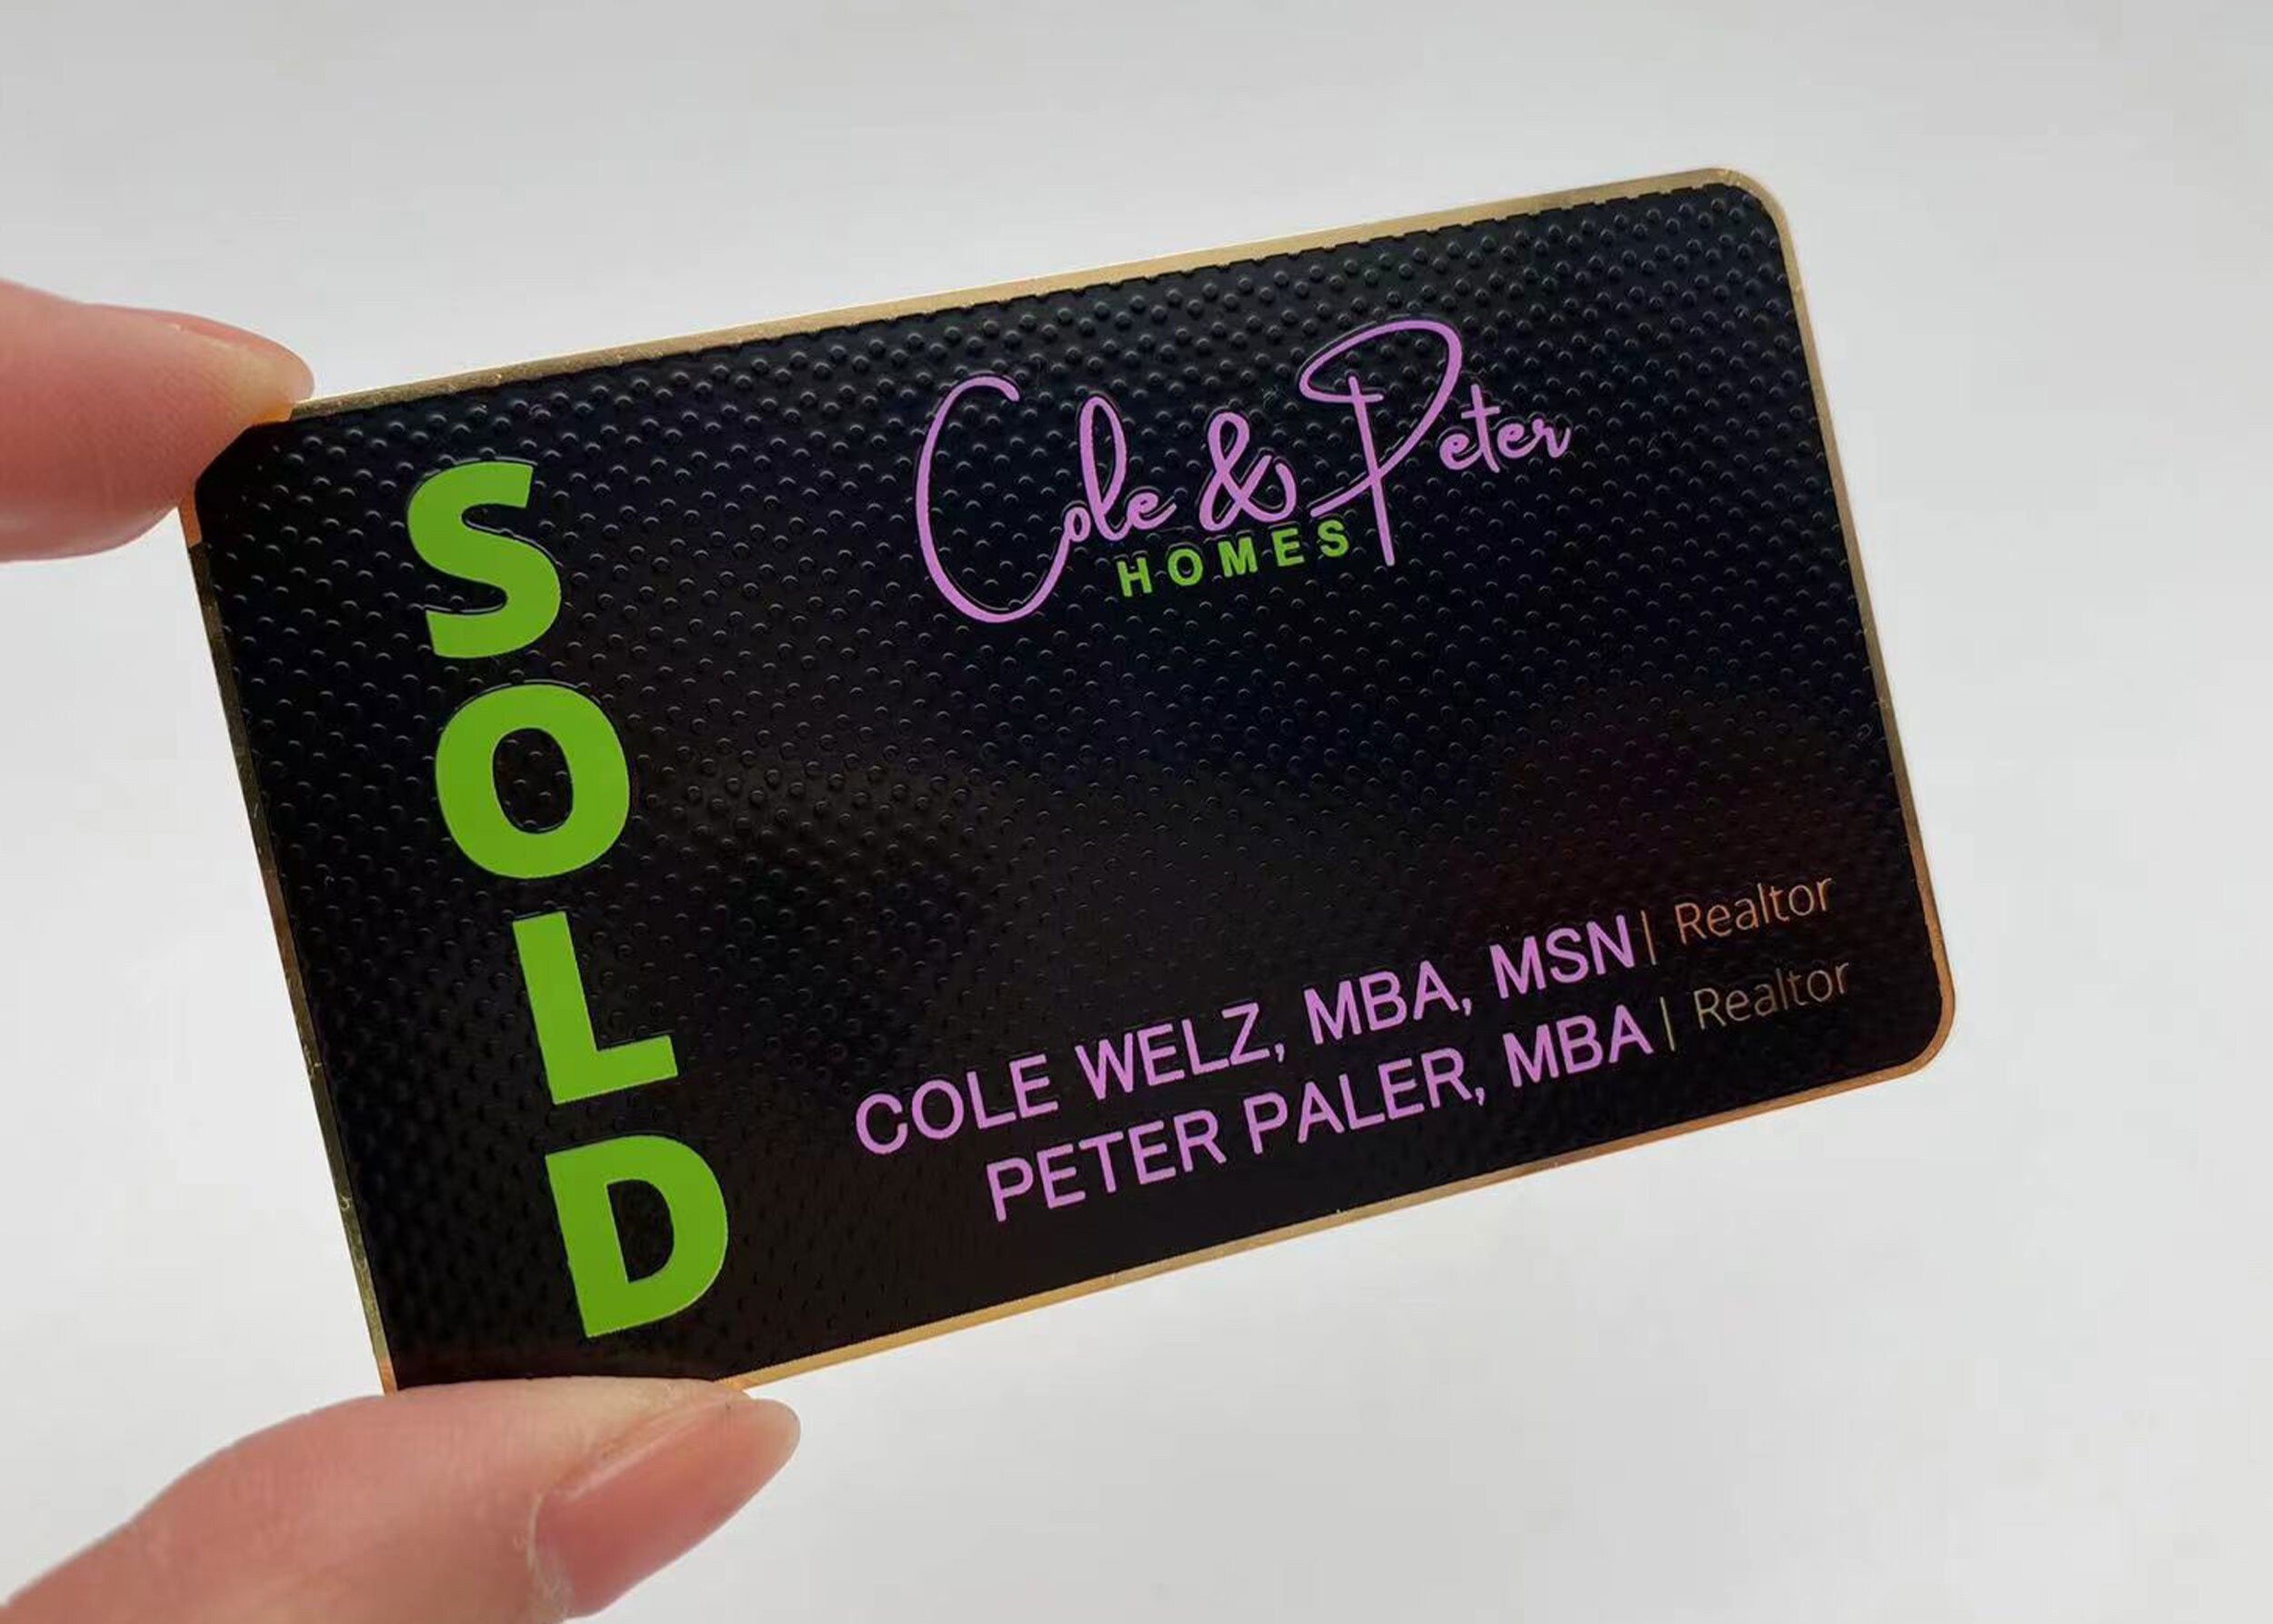 SOLD
Cole & Peter
HOMES
COLE WELZ, MBA, MSN| Realtor
PETER PALER, MBA| Realtor